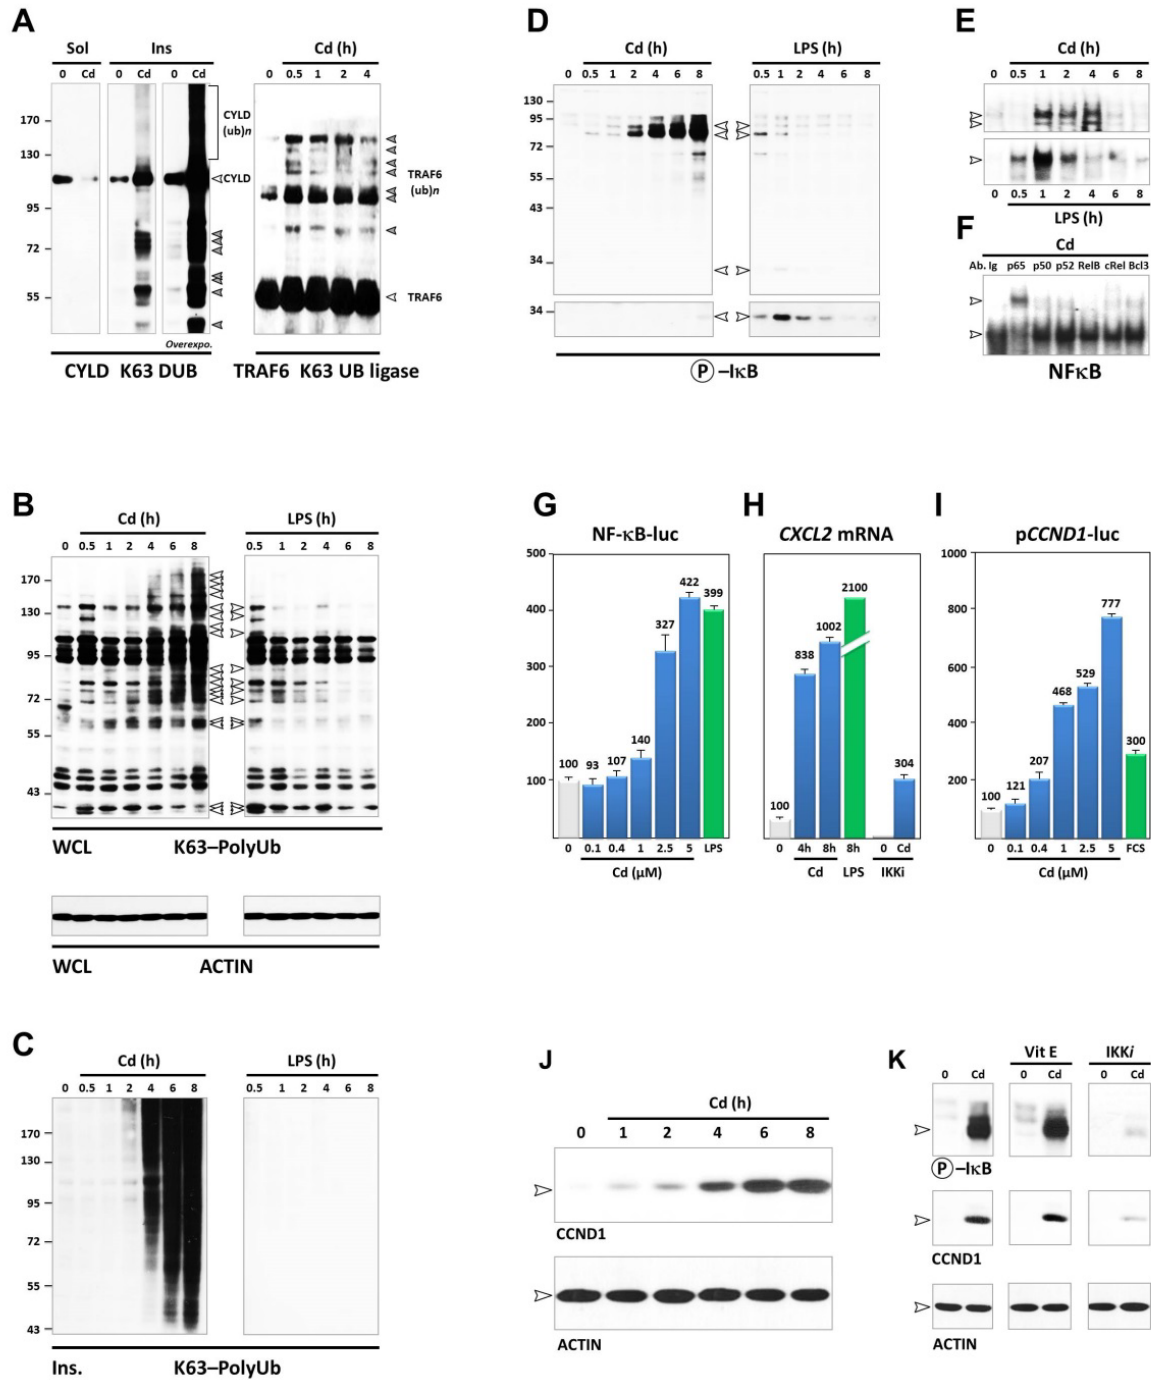 A
Sol Ins
0 Cd 0 Cd 0 Cd
170
130
95
72
55
CYLD
(ub)n
CYLD
Overexpo.
CYLD K63 DUB
Cd (h)
0 0.5 1 2 4
TRAF6
(ub)n
TRAF6
TRAF6 K63 UB ligase
D
Cd (h) LPS (h)
0 0.5 1 2 4 6 8 0.5 1 2 4 6 8
130
95
72
55
43
34
34
P –IκB
E
Cd (h)
0 0.5 1 2 4 6 8
0 0.5 1 2 4 6 8
LPS (h)
F
Cd
Ab. Ig p65 p50 p52 RelB cRel Bcl3
NFκB
B
Cd (h) LPS (h)
0 0.5 1 2 4 6 8 0.5 1 2 4 6 8
170
130
95
72
55
43
WCL K63–PolyUb
WCL ACTIN
G
NF-κB-luc
500
400
300
200
100
100 93 107 140 327 422 399
0 0.1 0.4 1 2.5 5 LPS
Cd (µM)
H
CXCL2 mRNA
100 838 1002 2100 304
0 4h 8h 8h 0 Cd
Cd LPS IKKi
I
pCCND1-luc
1000
800
600
400
200
100 121 207 468 529 777 300
0 0.1 0.4 1 2.5 5 FCS
Cd (µM)
C
Cd (h) LPS (h)
0 0.5 1 2 4 6 8 0.5 1 2 4 6 8
170
130
95
72
55
43
Ins. K63–PolyUb
J
Cd (h)
0 1 2 4 6 8
CCND1
ACTIN
K
Vit E IKKi
0 Cd 0 Cd 0 Cd
P –IκB
CCND1
ACTIN